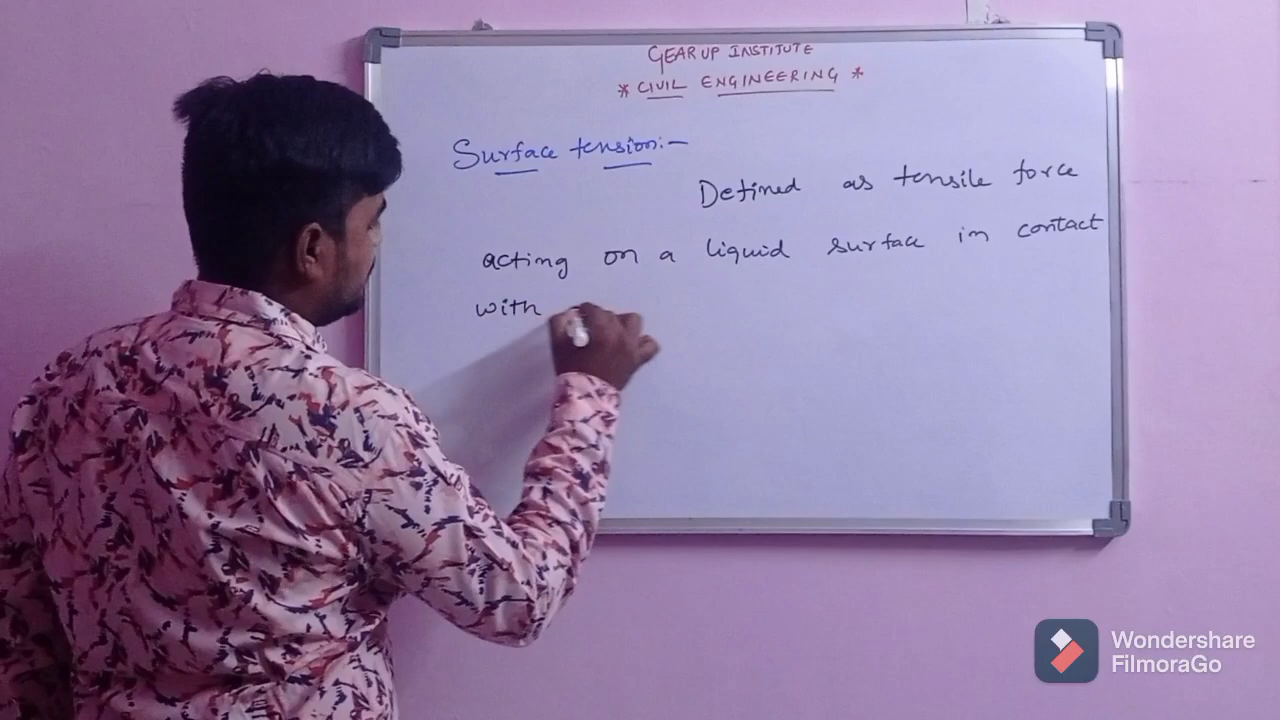 GEAR UP INSTITUTE
* CIVIL ENGINEERING *
Surface tension:-
Defined as tensile force
acting on a liquid surface in contact
with
Wondershare
FilmoraGo